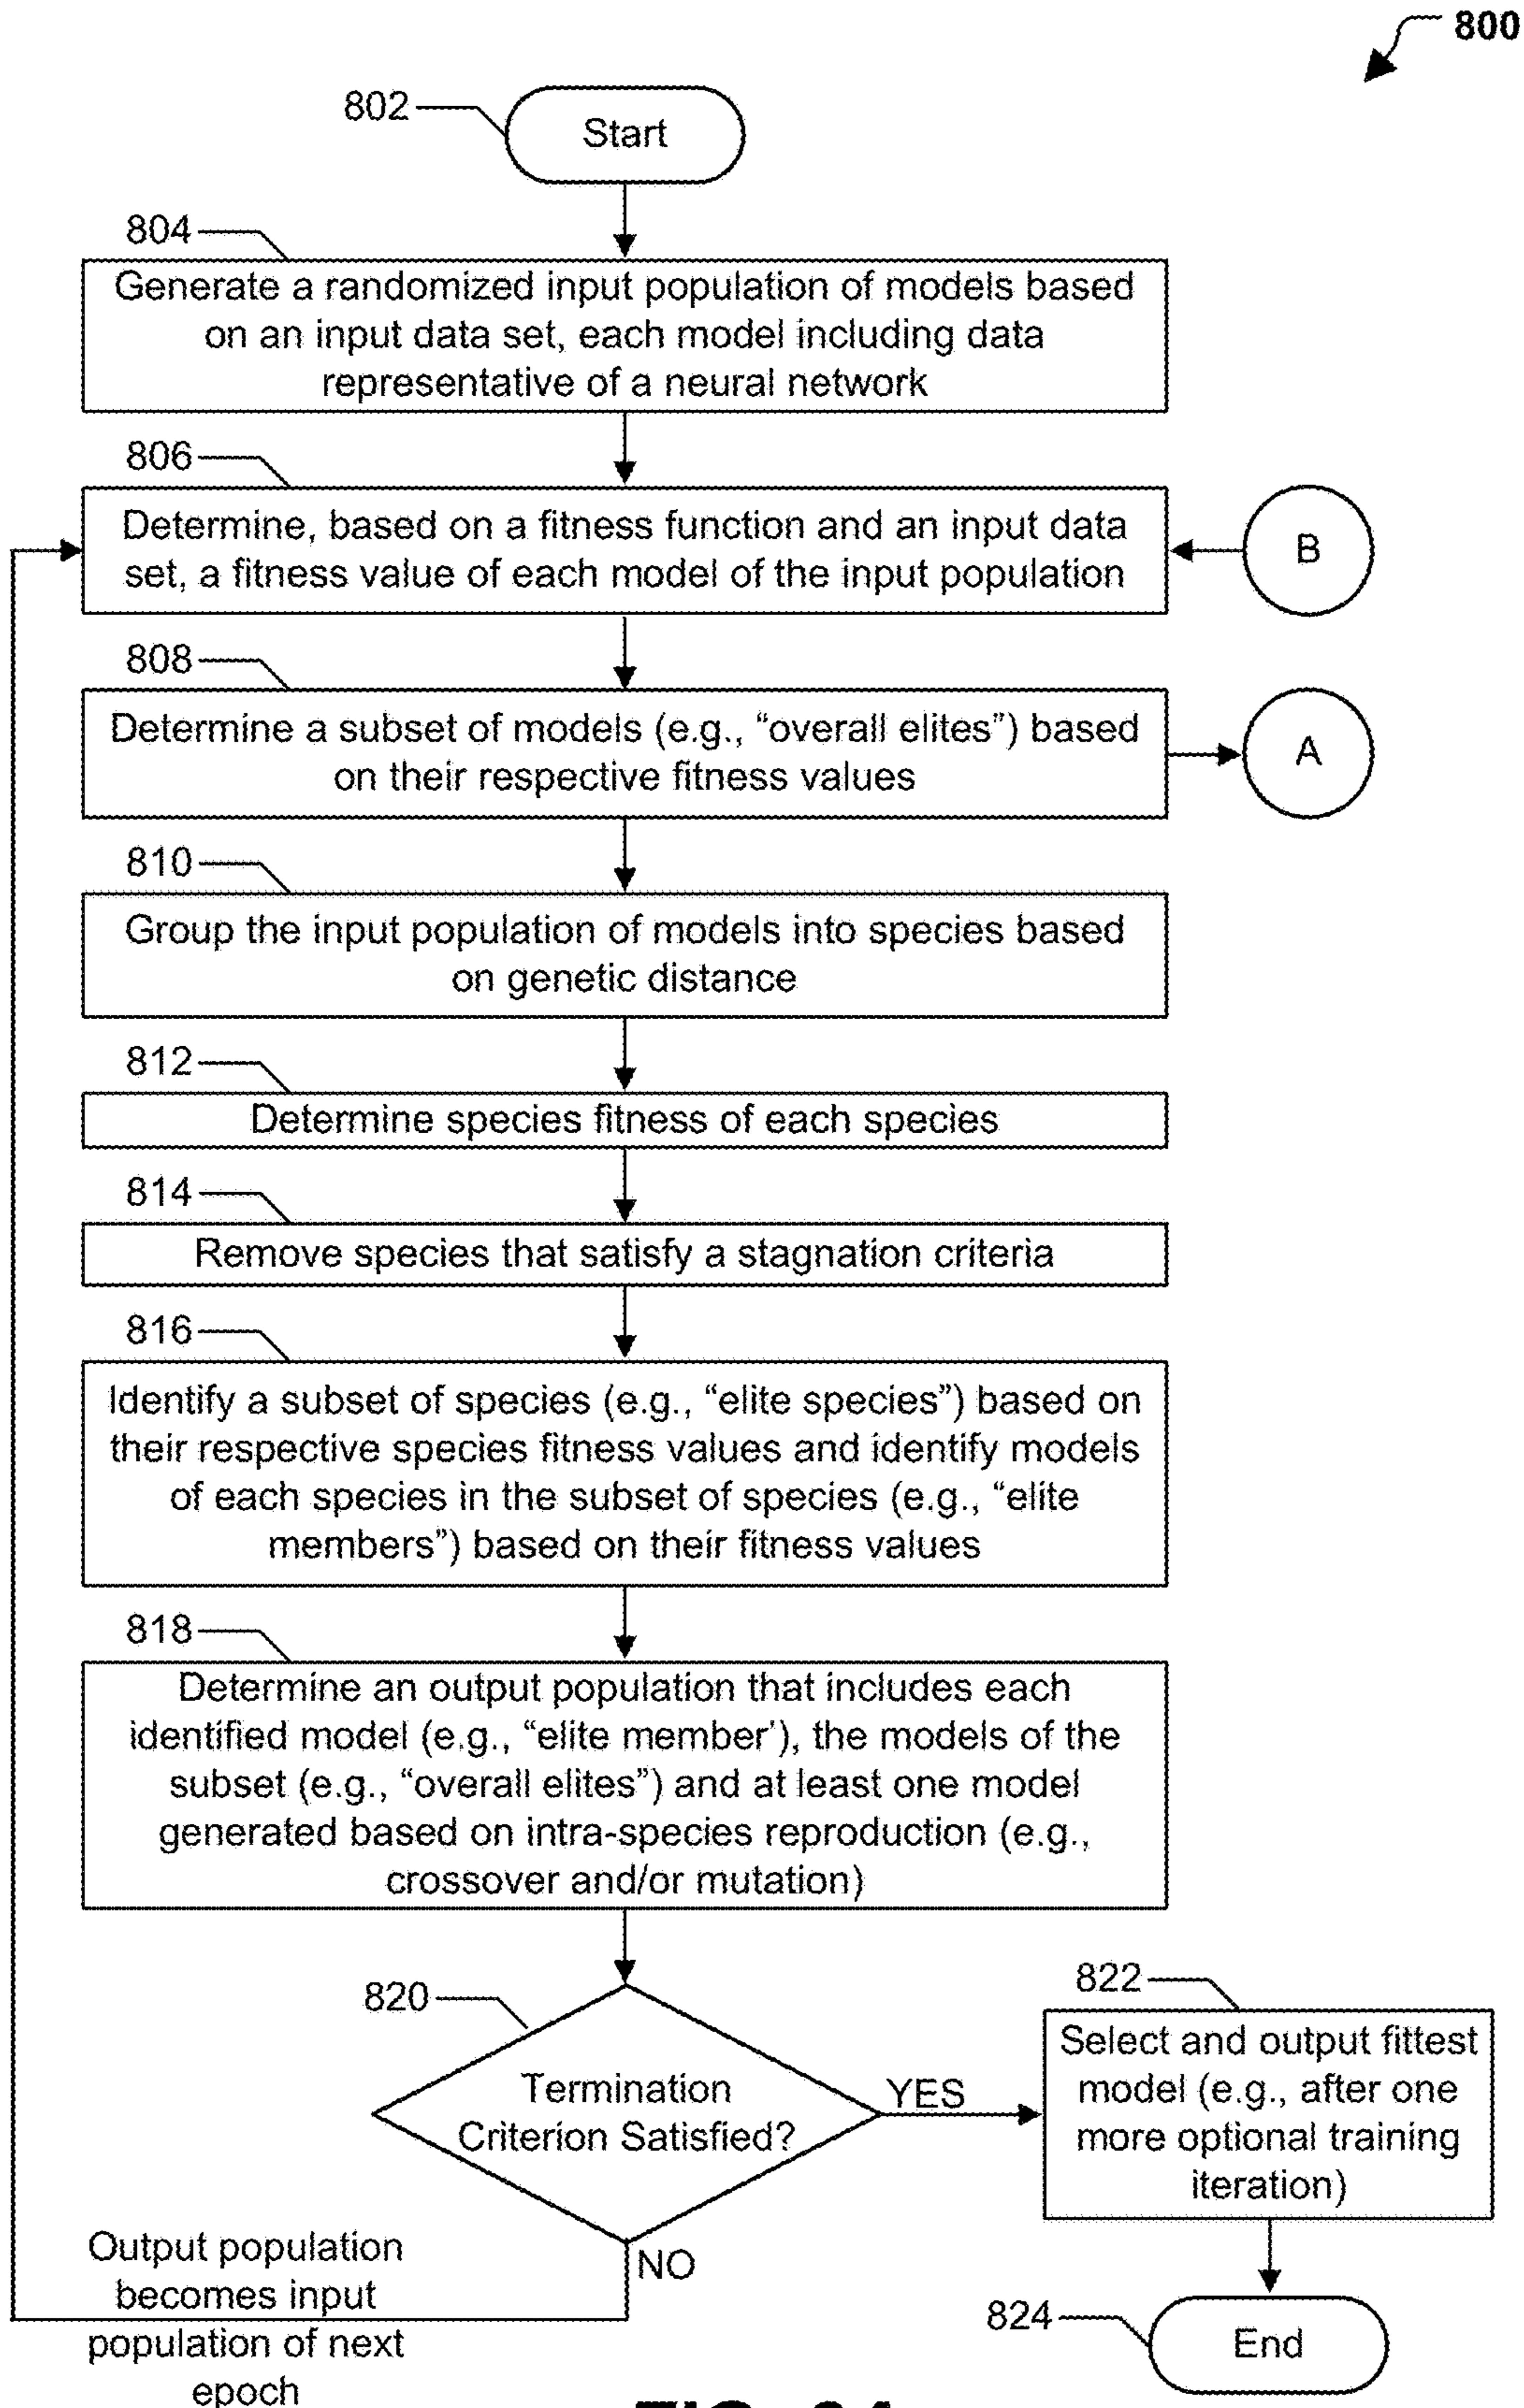 800
802
Start
804
Generate a randomized input population of models based
on an input data set, each model including data
representative of a neural network
806
Determine, based on a fitness function and an input data
set, a fitness value of each model of the input population
B
808
Determine a subset of models (e.g., “overall elites”) based
on their respective fitness values
A
810
Group the input population of models into species based
on genetic distance
812
Determine species fitness of each species
814
Remove species that satisfy a stagnation criteria
816
Identify a subset of species (e.g., “elite species”) based on
their respective species fitness values and identify models
of each species in the subset of species (e.g., “elite
members”) based on their fitness values
818
Determine an output population that includes each
identified model (e.g., “elite member’), the models of the
subset (e.g., “overall elites”) and at least one model
generated based on intra-species reproduction (e.g.,
crossover and/or mutation)
820
Termination
Criterion Satisfied?
YES
822
Select and output fittest
model (e.g., after one
more optional training
iteration)
NO
Output population
becomes input
population of next
epoch
824
End